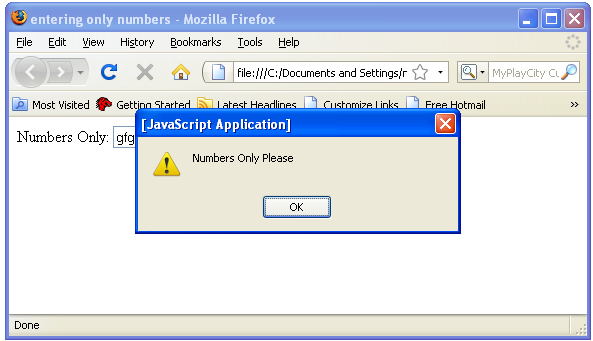 entering only numbers - Mozilla Firefox
File Edit View History Bookmarks Tools Help
file:///C:/Documents and Settings/r MyPlayCity Cu
Most Visited Getting Started Latest Headlines Customize Links Free Hotmail »
[JavaScript Application]
Numbers Only: gfg
Numbers Only Please
OK
Done